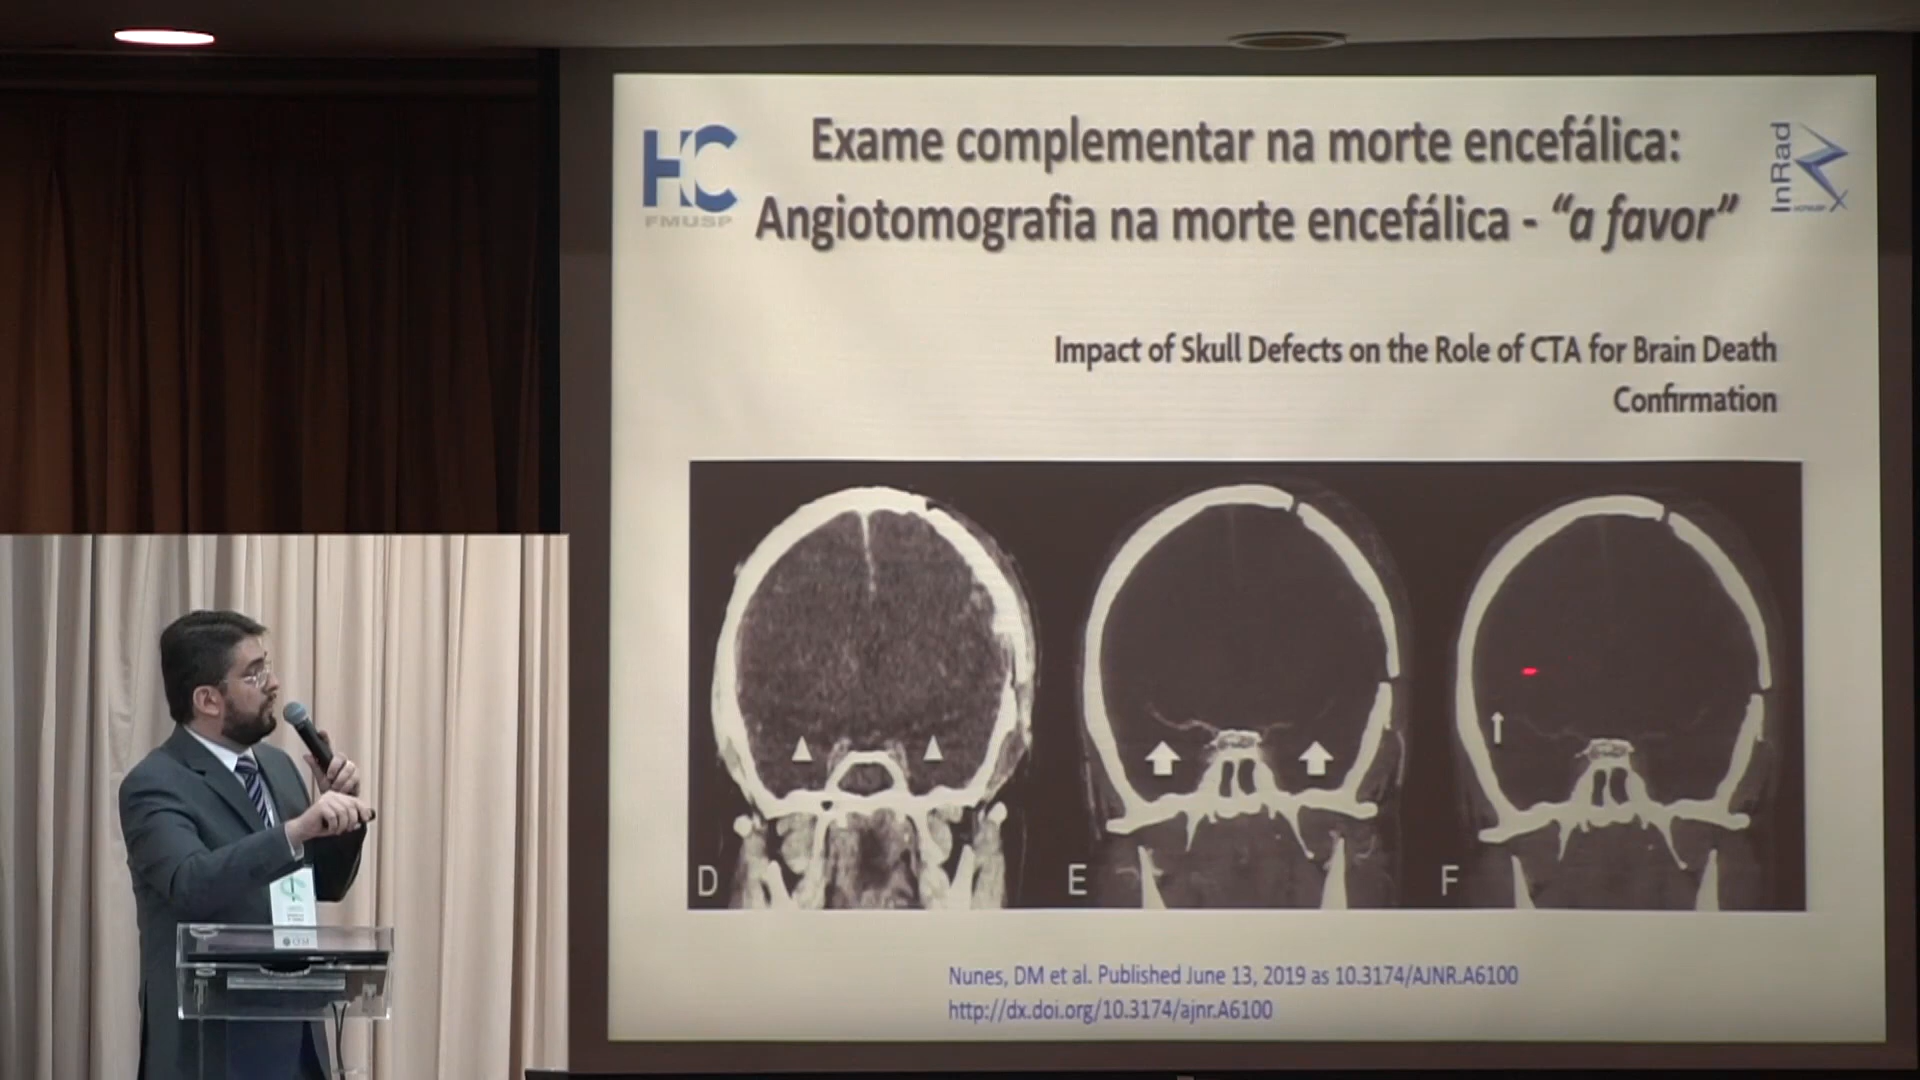 HC
FMUSP
Exame complementar na morte encefálica:
Angiotomografia na morte encefálica - “a favor”
InRad
Impact of Skull Defects on the Role of CTA for Brain Death
Confirmation
D
E
F
Nunes, DM et al. Published June 13, 2019 as 10.3174/AJNR.A6100
http://dx.doi.org/10.3174/ajnr.A6100